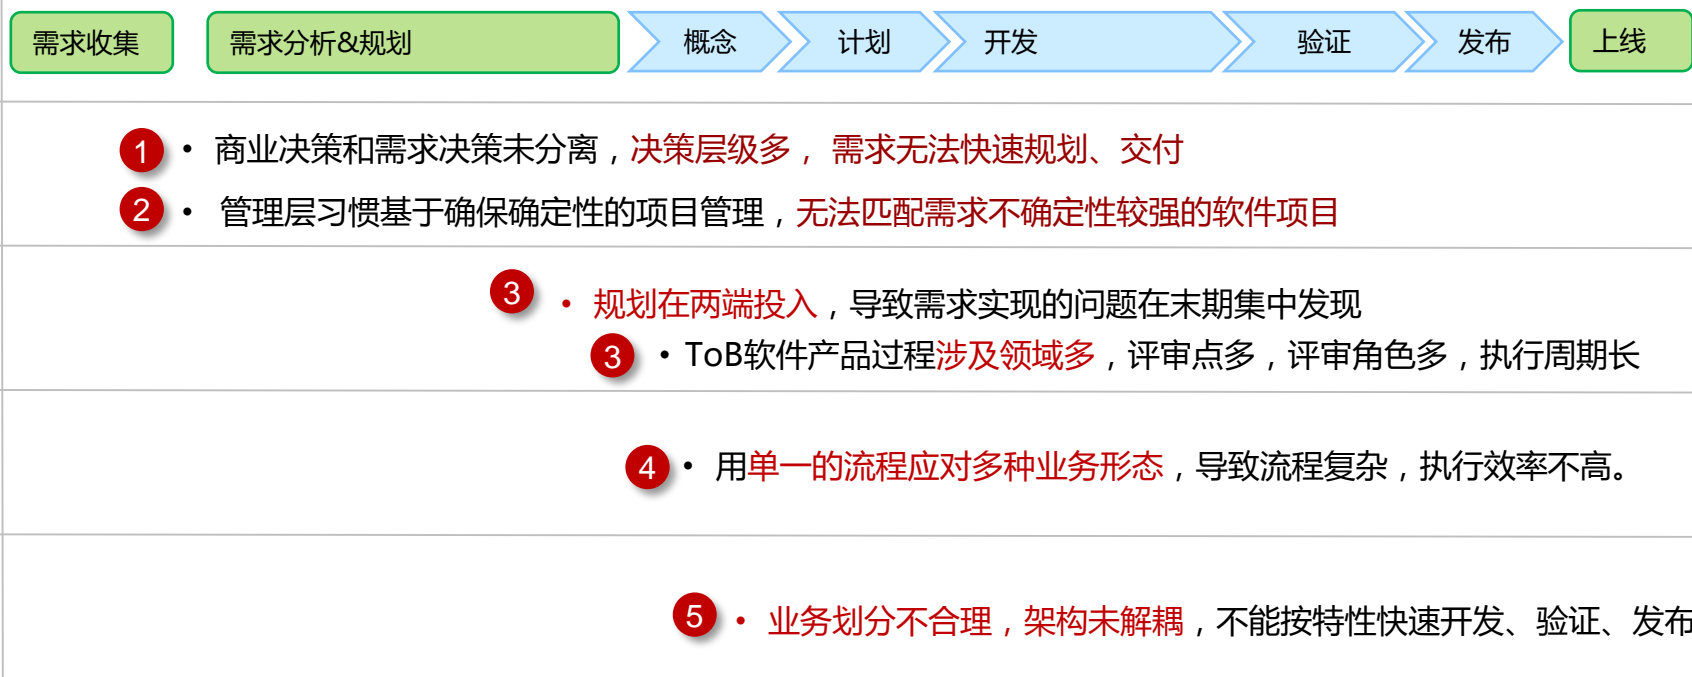 需求收集 需求分析&规划 概念 计划 开发 验证 发布 上线
1 • 商业决策和需求决策未分离，决策层级多， 需求无法快速规划、交付
2 • 管理层习惯基于确保确定性的项目管理，无法匹配需求不确定性较强的软件项目
3 • 规划在两端投入，导致需求实现的问题在末期集中发现
3 • ToB软件产品过程涉及领域多，评审点多，评审角色多，执行周期长
4 • 用单一的流程应对多种业务形态，导致流程复杂，执行效率不高。
5 • 业务划分不合理，架构未解耦，不能按特性快速开发、验证、发布